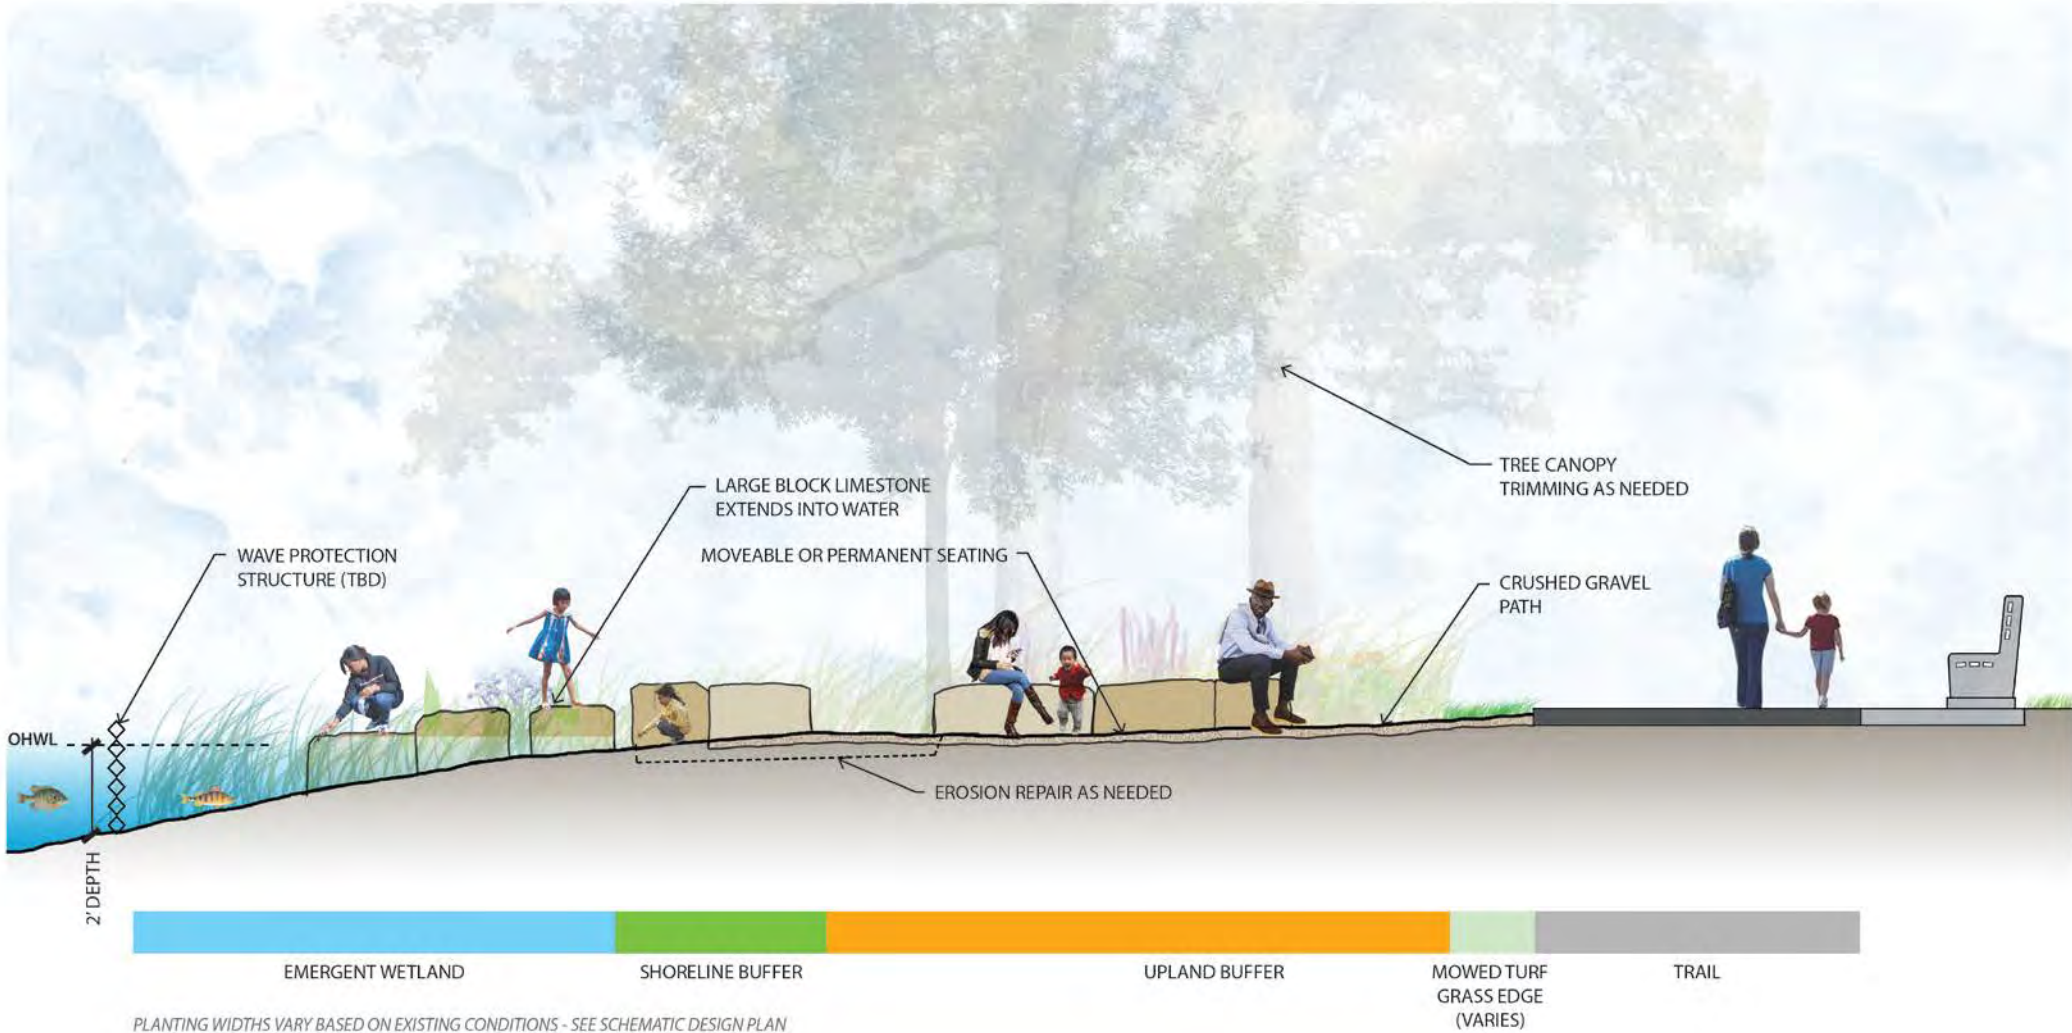 TREE CANOPY
TRIMMING AS NEEDED
LARGE BLOCK LIMESTONE
EXTENDS INTO WATER
WAVE PROTECTION
STRUCTURE (TBD)
MOVEABLE OR PERMANENT SEATING
CRUSHED GRAVEL
PATH
OHWL
EROSION REPAIR AS NEEDED
2' DEPTH
EMERGENT WETLAND
SHORELINE BUFFER
UPLAND BUFFER
MOWED TURF
GRASS EDGE
(VARIES)
TRAIL
PLANTING WIDTHS VARY BASED ON EXISTING CONDITIONS - SEE SCHEMATIC DESIGN PLAN